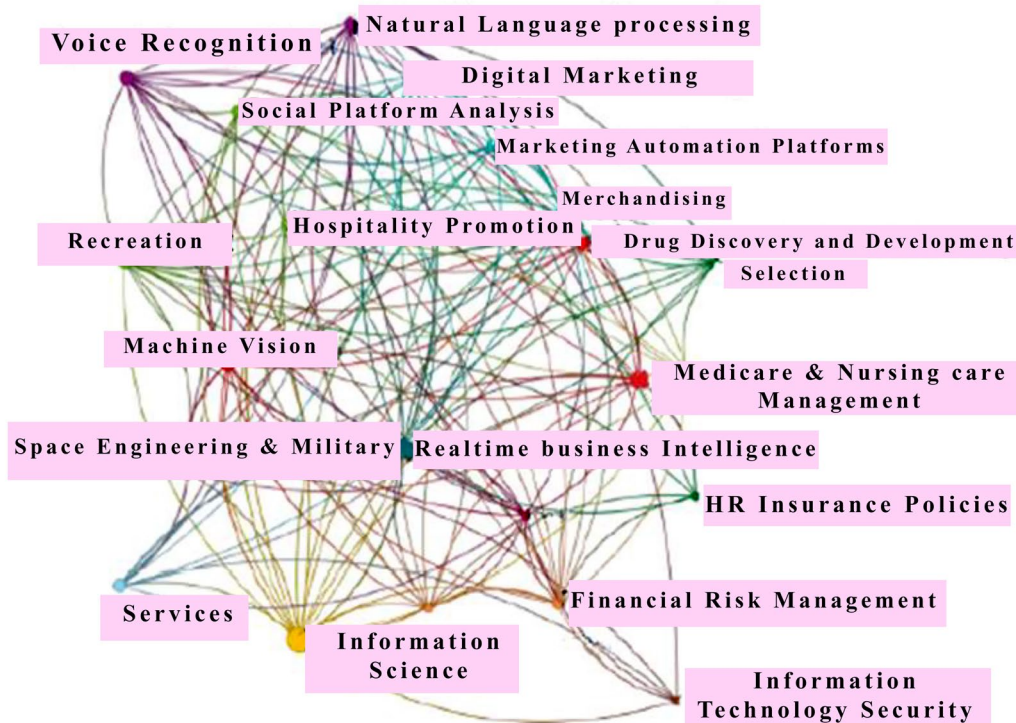 Natural Language processing
Voice Recognition
Digital Marketing
Social Platform Analysis
Marketing Automation Platforms
Merchandising
Hospitality Promotion
Recreation
Drug Discovery and Development
Selection
Machine Vision
Medicare & Nursing care
Management
Space Engineering & Military
Realtime business Intelligence
HR Insurance Policies
Services
Financial Risk Management
Information
Science
Information
Technology Security